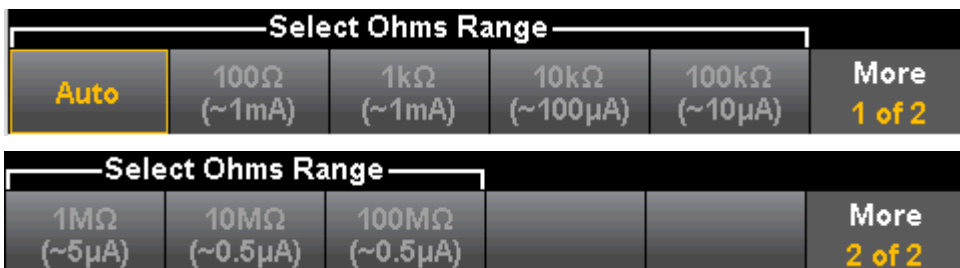 Select Ohms Range
Auto
100Ω
(~1mA)
1kΩ
(~1mA)
10kΩ
(~100µA)
100kΩ
(~10µA)
More
1 of 2
Select Ohms Range
1MΩ
(~5µA)
10MΩ
(~0.5µA)
100MΩ
(~0.5µA)
More
2 of 2